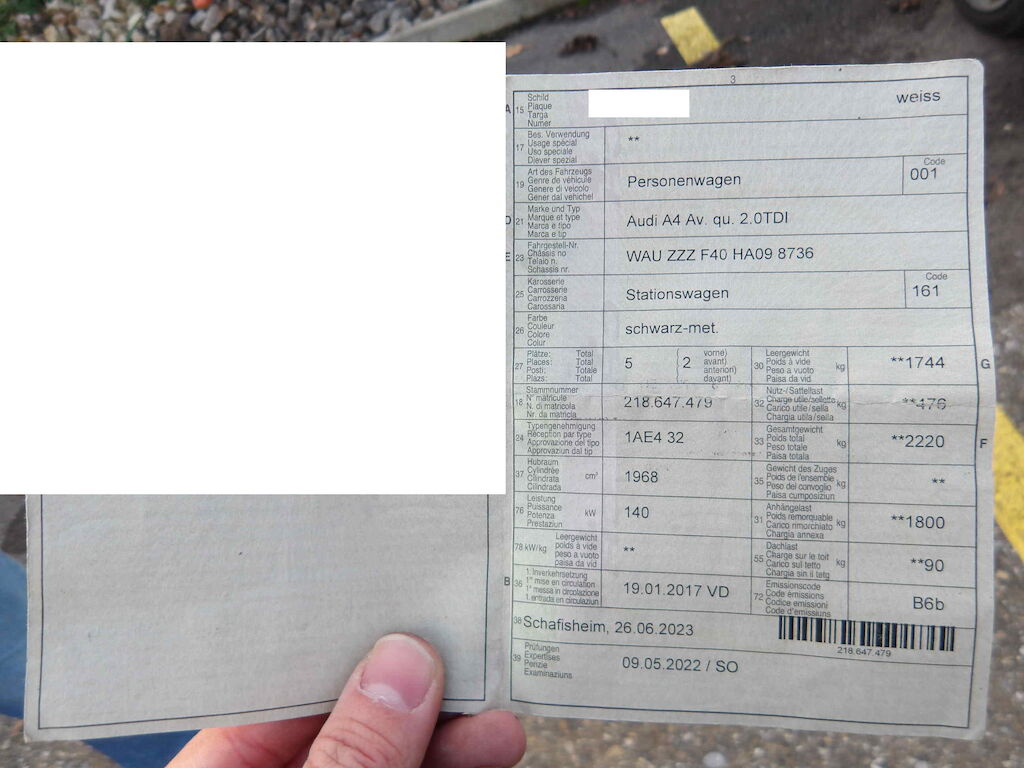 3
A 15 Schild Plaque Targa Numer weiss
17 Bes. Verwendung Usage spécial Uso speciale Diever spezial **
19 Art des Fahrzeugs Genre de véhicule Genere di veicolo Gener dal vehichel Personenwagen Code 001
D 21 Marke und Typ Marque et type Marca e tipo Marca e tip Audi A4 Av. qu. 2.0TDI
E 23 Fahrgestell-Nr. Châssis no Telaio n. Schassis nr. WAU ZZZ F40 HA09 8736
25 Karosserie Carrosserie Carrozzeria Carossaria Stationswagen Code 161
26 Farbe Couleur Colore Colur schwarz-met.
27 Plätze: Total Places: Total Posti: Totale Plazs: Total 5 ( 2 vorne) avant) anteriori) davant) 30 Leergewicht Poids à vide Peso a vuoto Paisa da vid kg **1744 G
18 Stammnummer N° matricule N. di matricola Nr. da matricla 218.647.479 32 Nutz-/Sattellast Charge utile/sellette Carico utile/sella Chargia utila/sella kg **476
24 Typengenehmigung Réception par type Approvazione del tipo Approvaziun dal tip 1AE4 32 33 Gesamtgewicht Poids total Peso totale Paisa totala kg **2220 F
37 Hubraum Cylindrée Cilindrata Cilindrada cm³ 1968 35 Gewicht des Zuges Poids de l'ensemble Peso del convoglio Paisa cumposiziun kg **
76 Leistung Puissance Potenza Prestaziun kW 140 31 Anhängelast Poids remorquable Carico rimorchiato Chargia annexa kg **1800
78 kW/kg Leergewicht poids à vide peso a vuoto paisa da vid ** 55 Dachlast Charge sur le toit Carico sul tetto Chargia sin il tetg kg **90
B 36 1. Inverkehrsetzung 1re mise en circulation 1a messa in circolazione 1. entrada en circulaziun 19.01.2017 VD 72 Emissionscode Code émissions Codice emissioni Code d'emissiuns B6b
38 Schafisheim, 26.06.2023 218.647.479
39 Prüfungen Expertises Perizie Examinaziuns 09.05.2022 / SO